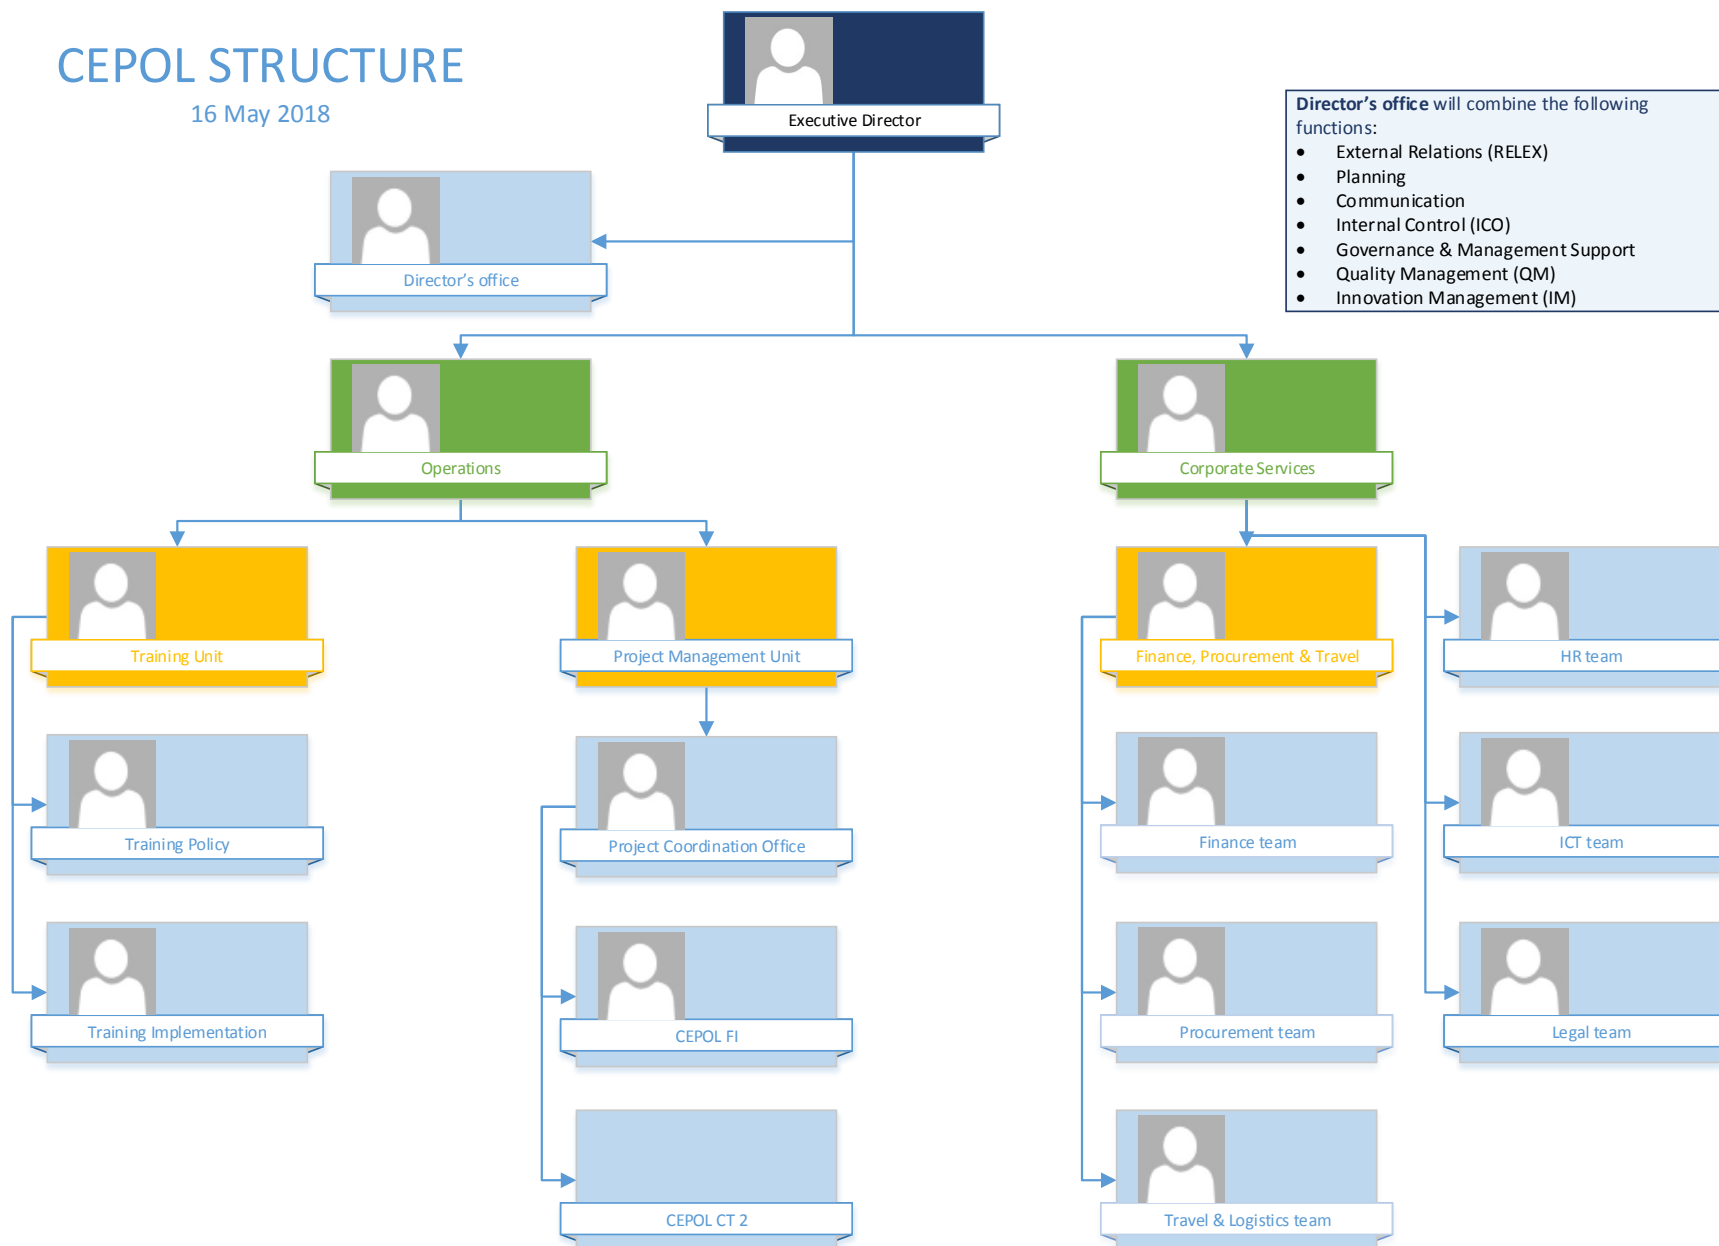 CEPOL STRUCTURE
16 May 2018
Executive Director
Director's office will combine the following
functions:
• External Relations (RELEX)
• Planning
• Communication
• Internal Control (ICO)
• Governance & Management Support
• Quality Management (QM)
• Innovation Management (IM)
Director's office
Operations
Corporate Services
Training Unit
Project Management Unit
Finance, Procurement & Travel
HR team
Training Policy
Project Coordination Office
Finance team
ICT team
Training Implementation
CEPOL FI
Procurement team
Legal team
CEPOL CT 2
Travel & Logistics team